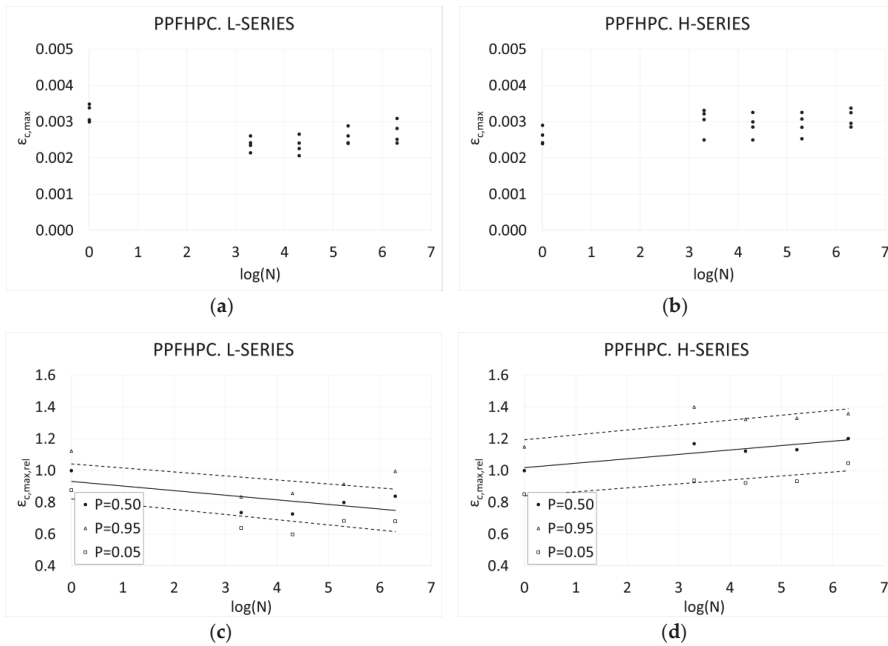 PPFHPC. L-SERIES
0.005
0.004
0.003
0.002
0.001
0.000
εc,max
0 1 2 3 4 5 6 7
log(N)
(a)
PPFHPC. H-SERIES
0.005
0.004
0.003
0.002
0.001
0.000
εc,max
0 1 2 3 4 5 6 7
log(N)
(b)
PPFHPC. L-SERIES
1.6
1.4
1.2
1.0
0.8
0.6
0.4
εc,max,rel
P=0.50
P=0.95
P=0.05
0 1 2 3 4 5 6 7
log(N)
(c)
PPFHPC. H-SERIES
1.6
1.4
1.2
1.0
0.8
0.6
0.4
εc,max,rel
P=0.50
P=0.95
P=0.05
0 1 2 3 4 5 6 7
log(N)
(d)